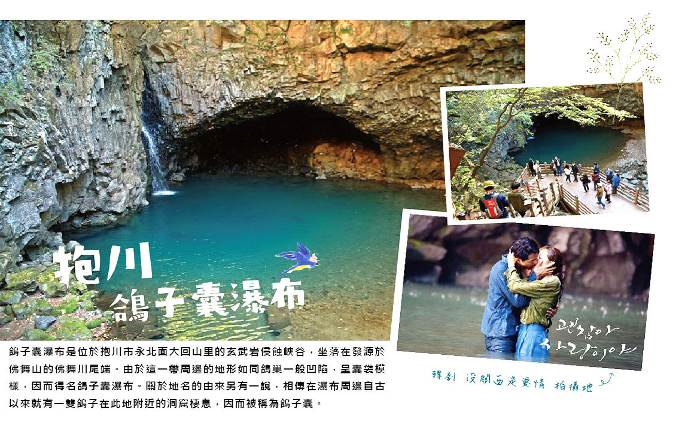 抱川
鴿子囊瀑布
괜찮아
사랑이야
韓劇 沒關西是愛情 拍攝地
鴿子囊瀑布是位於抱川市永北面大回山里的玄武岩侵蝕峽谷，坐落在發源於
佛舞山的佛舞川尾端。由於這一帶周邊的地形如同鴿巢一般凹陷，呈囊袋模
樣，因而得名鴿子囊瀑布。關於地名的由來另有一說，相傳在瀑布周邊自古
以來就有一雙鴿子在此地附近的洞窟棲息，因而被稱為鴿子囊。